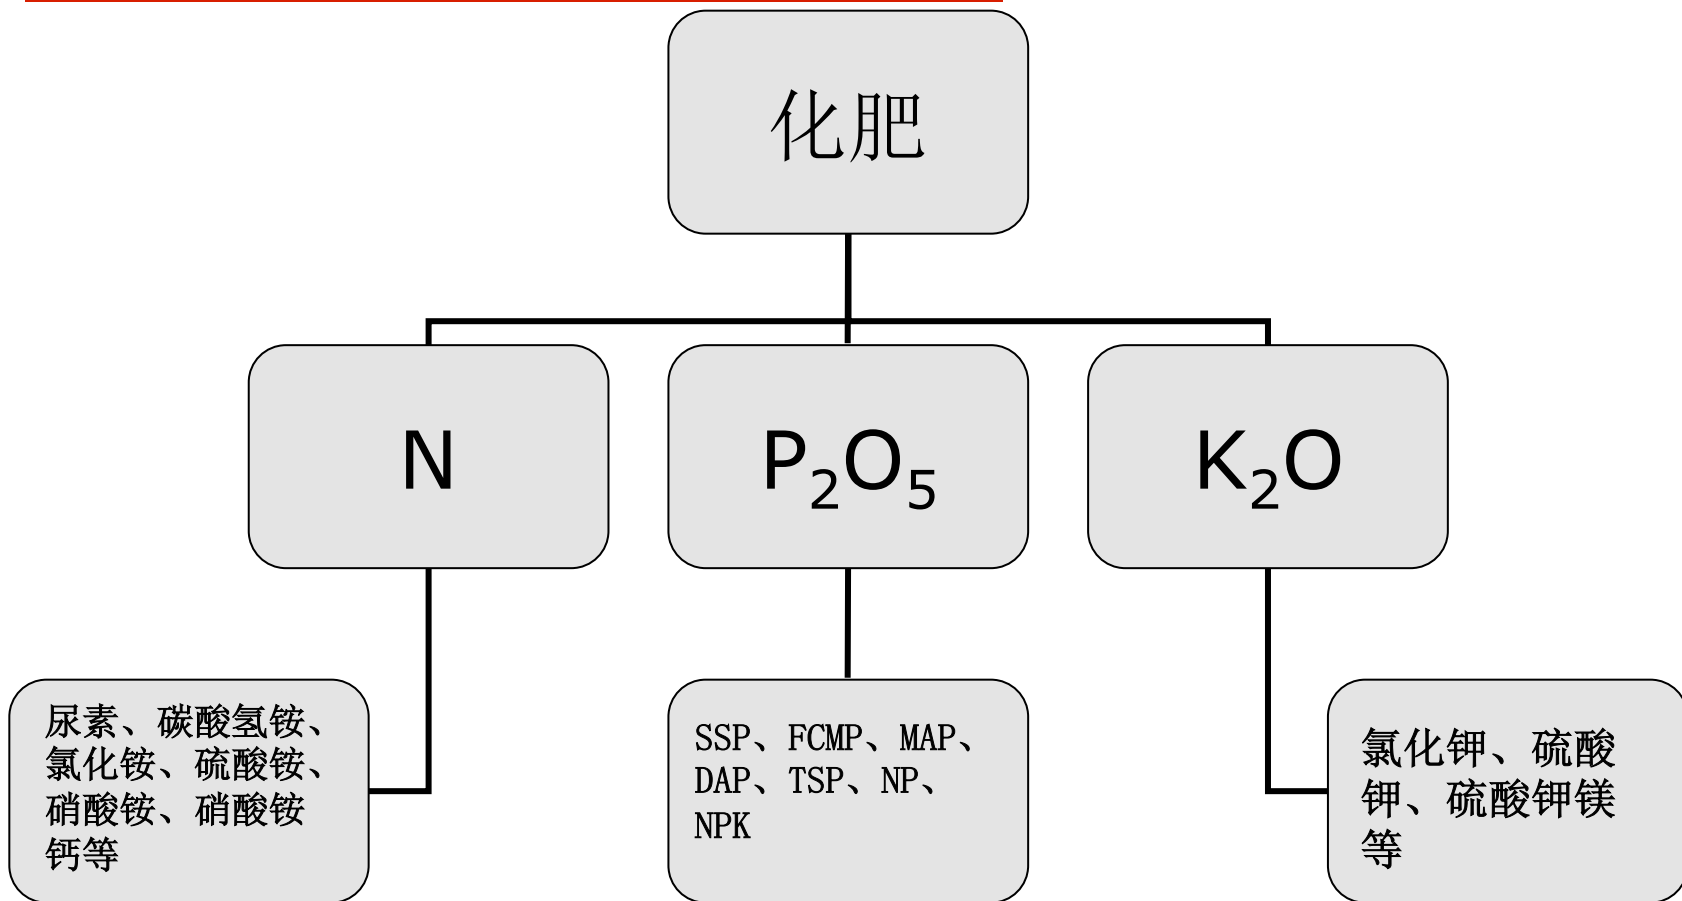 化肥
N
P₂O₅
K₂O
尿素、碳酸氢铵、
氯化铵、硫酸铵、
硝酸铵、硝酸铵
钙等
SSP、FCMP、MAP、
DAP、TSP、NP、
NPK
氯化钾、硫酸
钾、硫酸钾镁
等